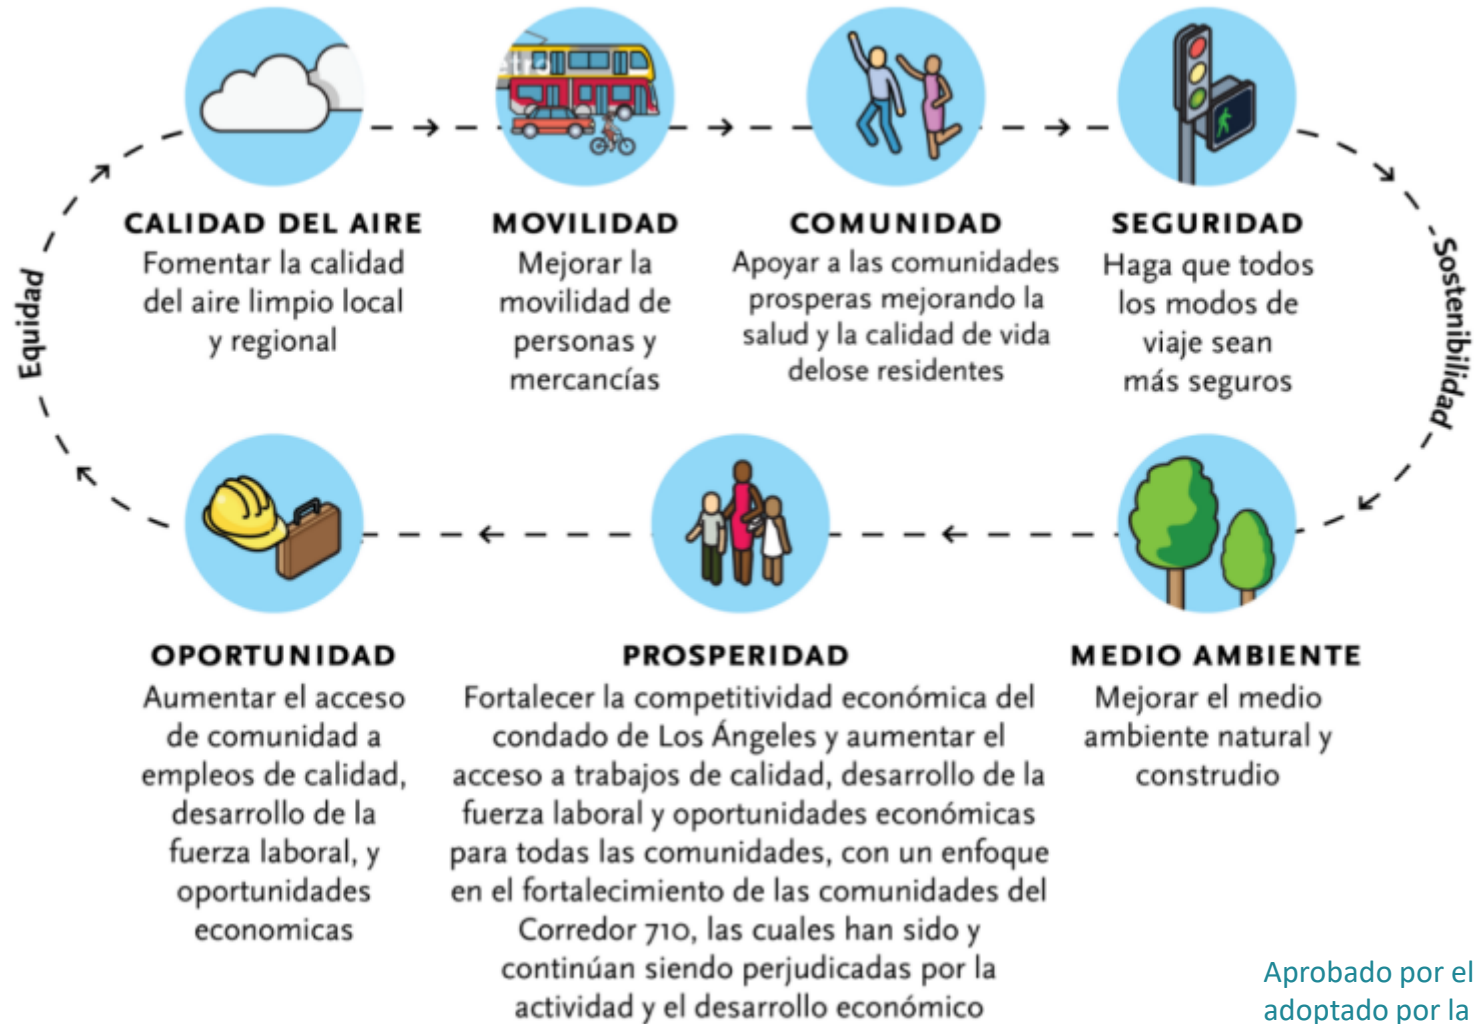 etro
CALIDAD DEL AIRE
Fomentar la calidad
del aire limpio local
y regional
MOVILIDAD
Mejorar la
movilidad de
personas y
mercancías
COMUNIDAD
Apoyar a las comunidades
prosperas mejorando la
salud y la calidad de vida
delose residentes
SEGURIDAD
Haga que todos
los modos de
viaje sean
más seguros
Equidad
Sostenibilidad
OPORTUNIDAD
Aumentar el acceso
de comunidad a
empleos de calidad,
desarrollo de la
fuerza laboral, y
oportunidades
economicas
PROSPERIDAD
Fortalecer la competitividad económica del
condado de Los Ángeles y aumentar el
acceso a trabajos de calidad, desarrollo de la
fuerza laboral y oportunidades económicas
para todas las comunidades, con un enfoque
en el fortalecimiento de las comunidades del
Corredor 710, las cuales han sido y
continúan siendo perjudicadas por la
actividad y el desarrollo económico
MEDIO AMBIENTE
Mejorar el medio
ambiente natural y
construdio
Aprobado por el
adoptado por la